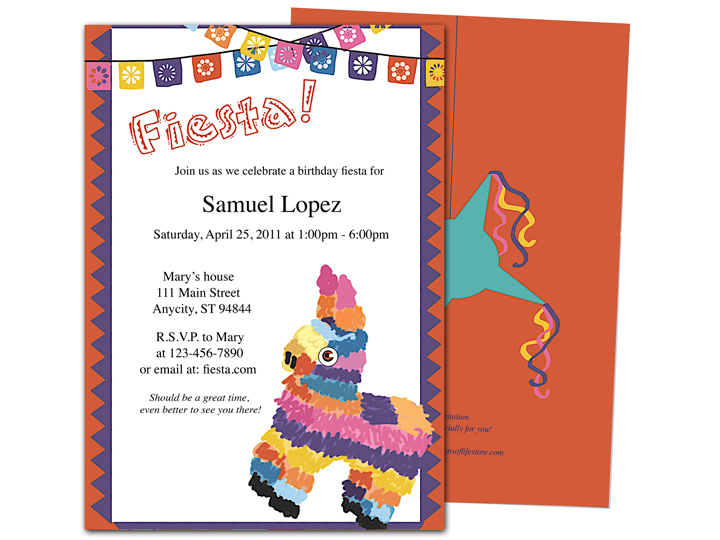 Fiesta!
Join us as we celebrate a birthday fiesta for
Samuel Lopez
Saturday, April 25, 2011 at 1:00pm - 6:00pm
Mary's house
111 Main Street
Anycity, ST 94844
R.S.V.P. to Mary
at 123-456-7890
or email at: fiesta.com
Should be a great time,
even better to see you there!
for you!